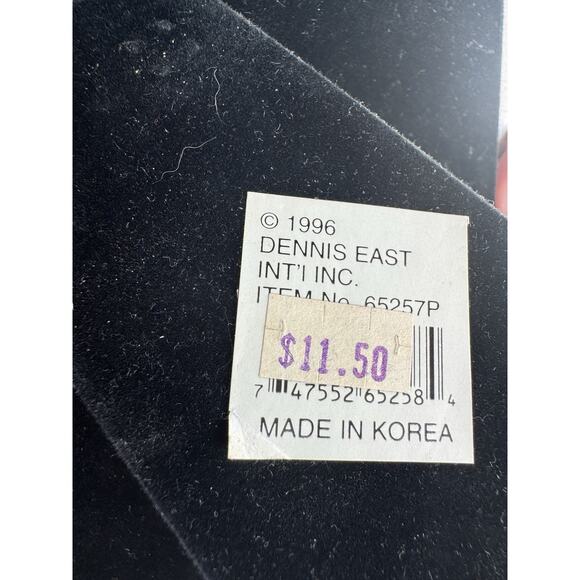 © 1996
DENNIS EAST
INT'l INC.
ITEM No. 65257P
$11.50
7 47552 65258 4
MADE IN KOREA